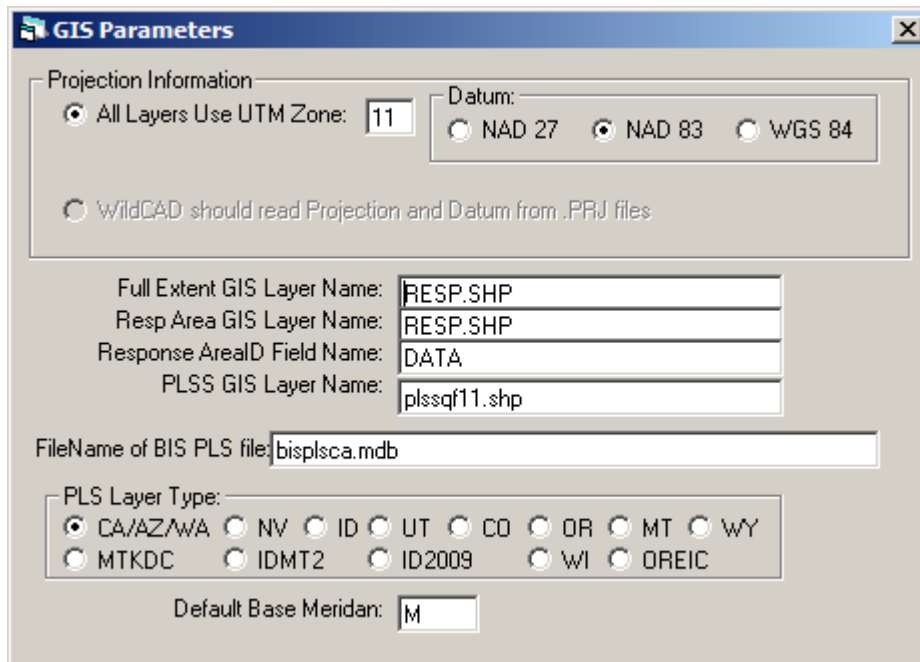 GIS Parameters
Projection Information
All Layers Use UTM Zone: 11
Datum:
NAD 27 NAD 83 WGS 84
WildCAD should read Projection and Datum from .PRJ files
Full Extent GIS Layer Name: RESP.SHP
Resp Area GIS Layer Name: RESP.SHP
Response AreaID Field Name: DATA
PLSS GIS Layer Name: plssqf11.shp
FileName of BIS PLS file: bisplsca.mdb
PLS Layer Type:
CA/AZ/WA NV ID UT CO OR MT WY
MTKDC IDMT2 ID2009 WI OREIC
Default Base Meridan: M